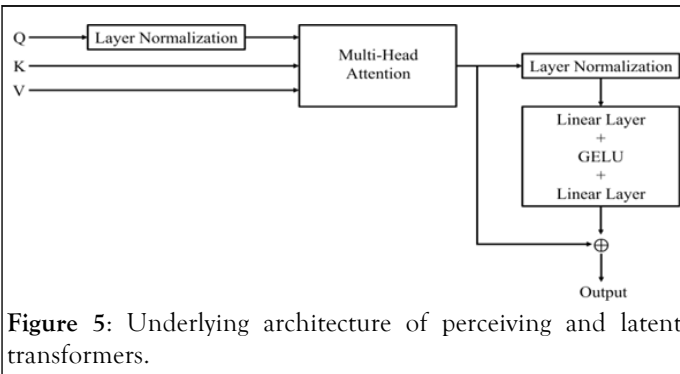 Q
Layer Normalization
K
V
Multi-Head
Attention
Layer Normalization
Linear Layer
+
GELU
+
Linear Layer
⊕
Output
Figure 5: Underlying architecture of perceiving and latent
transformers.